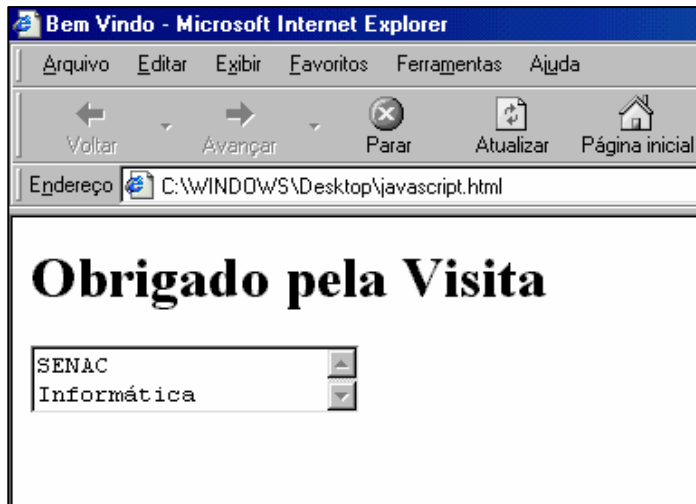 Bem Vindo - Microsoft Internet Explorer
Arquivo Editar Exibir Favoritos Ferramentas Ajuda
Voltar Avançar Parar Atualizar Página inicial
Endereço C:\WINDOWS\Desktop\javascript.html
Obrigado pela Visita
SENAC
Informática